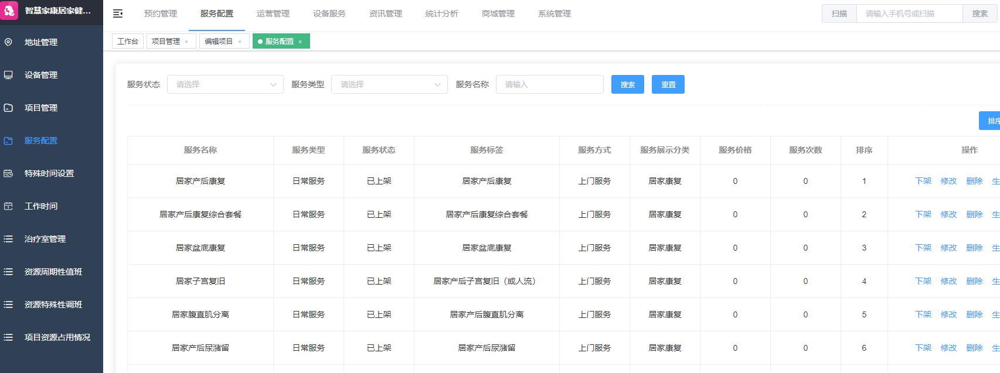 智慧家康居家健...
地址管理
设备管理
项目管理
服务配置
特殊时间设置
工作时间
治疗室管理
资源周期性值班
资源特殊性调班
项目资源占用情况
预约管理 服务配置 运营管理 设备服务 资讯管理 统计分析 商城管理 系统管理 扫描 请输入手机号或扫描 搜索
工作台 项目管理 × 编辑项目 × 服务配置 ×
服务状态 请选择 服务类型 请选择 服务名称 请输入 搜索 重置
排序
服务名称 服务类型 服务状态 服务标签 服务方式 服务展示分类 服务价格 服务次数 排序 操作
居家产后康复 日常服务 已上架 居家产后康复 上门服务 居家康复 0 0 1 下架 修改 删除 生
居家产后康复综合套餐 日常服务 已上架 居家产后康复综合套餐 上门服务 居家康复 0 0 2 下架 修改 删除 生
居家盆底康复 日常服务 已上架 居家盆底康复 上门服务 居家康复 0 0 3 下架 修改 删除 生
居家子宫复旧 日常服务 已上架 居家产后子宫复旧（或人流） 上门服务 居家康复 0 0 4 下架 修改 删除 生
居家腹直肌分离 日常服务 已上架 居家产后腹直肌分离 上门服务 居家康复 0 0 5 下架 修改 删除 生
居家产后尿潴留 日常服务 已上架 居家产后尿潴留 上门服务 居家康复 0 0 6 下架 修改 删除 生